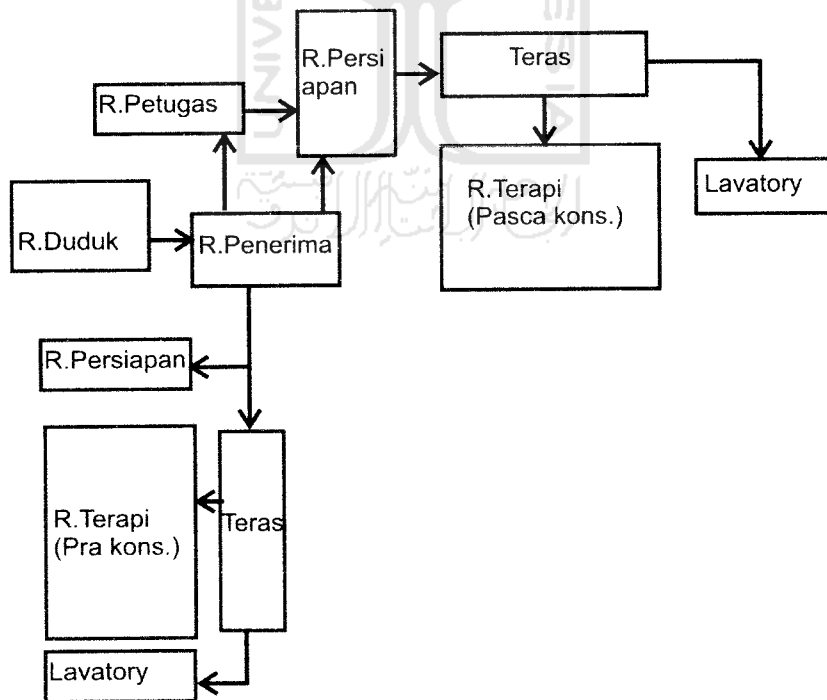 R.Persi
apan
Teras
R.Petugas
R.Terapi
(Pasca kons.)
Lavatory
R.Duduk
R.Penerima
R.Persiapan
R.Terapi
(Pra kons.)
Teras
Lavatory